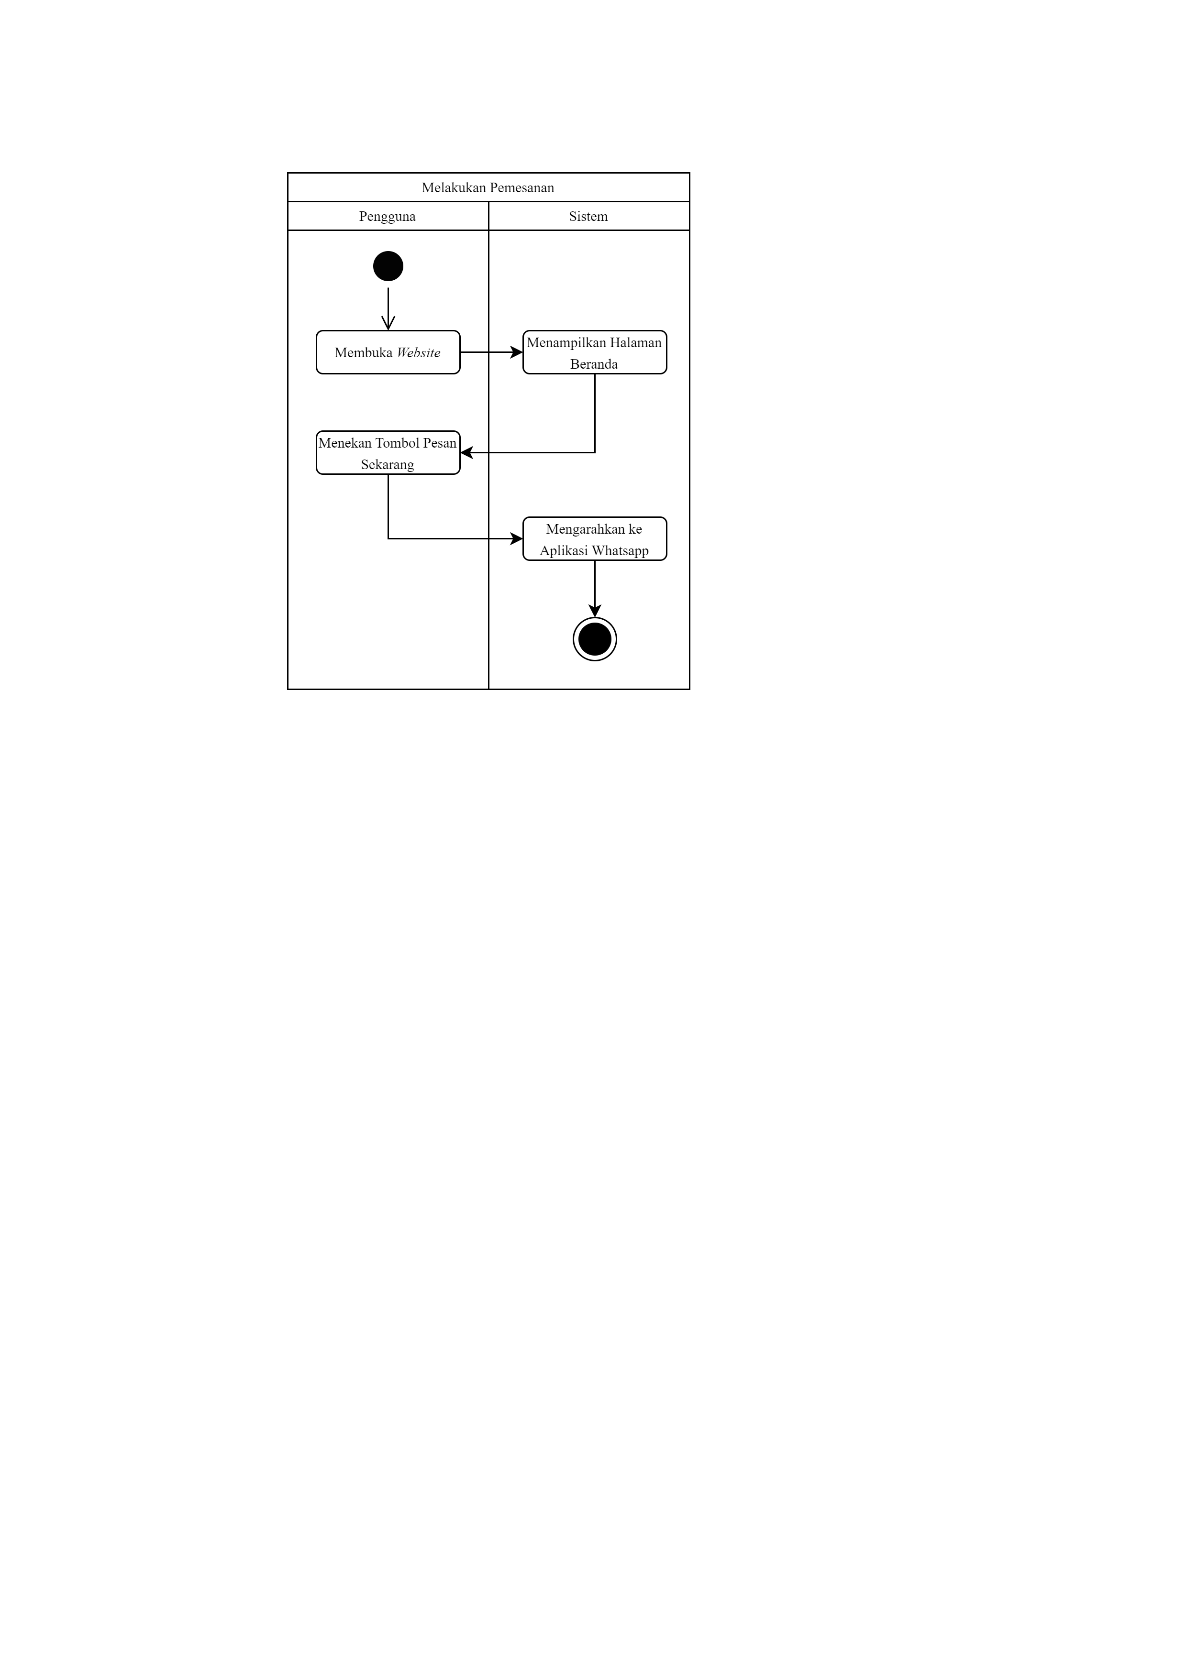 Melakukan Pemesanan
Pengguna
Sistem
Membuka Website
Menampilkan Halaman
Beranda
Menekan Tombol Pesan
Sekarang
Mengarahkan ke
Aplikasi Whatsapp